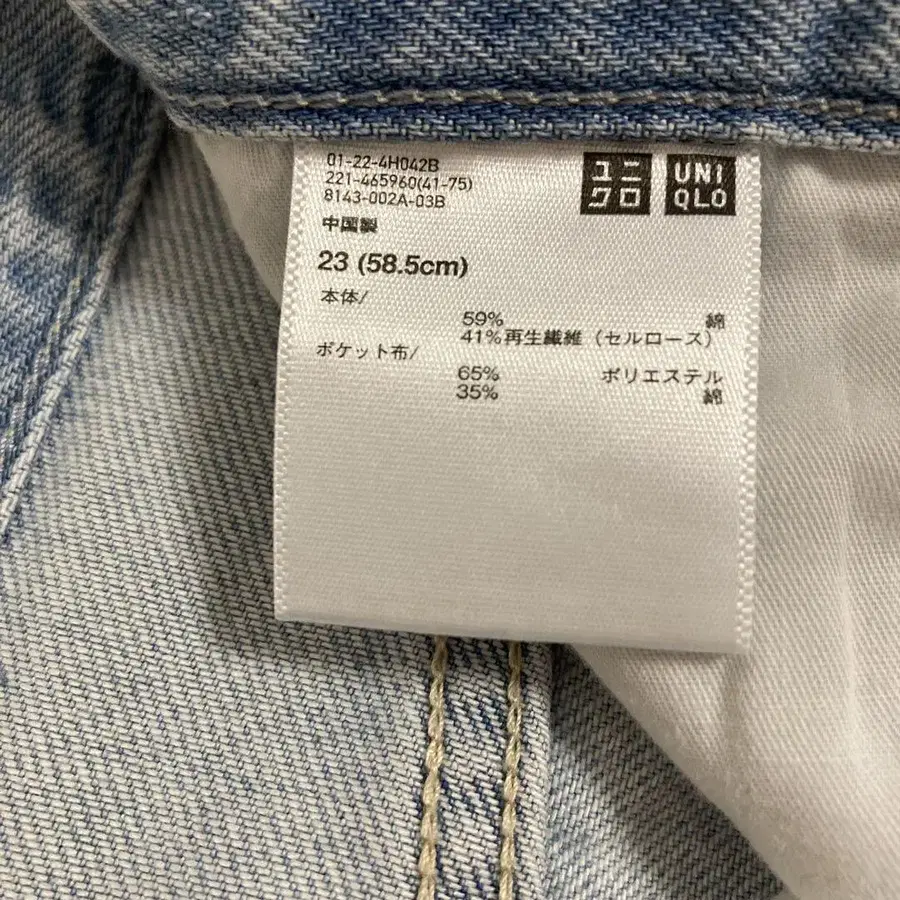 01-22-4H042B
221-465960(41-75)
8143-002A-03B
中国製
23 (58.5cm)
本体/
59% 綿
41%再生繊維（セルロース）
ポケット布/
65% ポリエステル
35% 綿
ユニ
クロ
UNI
QLO